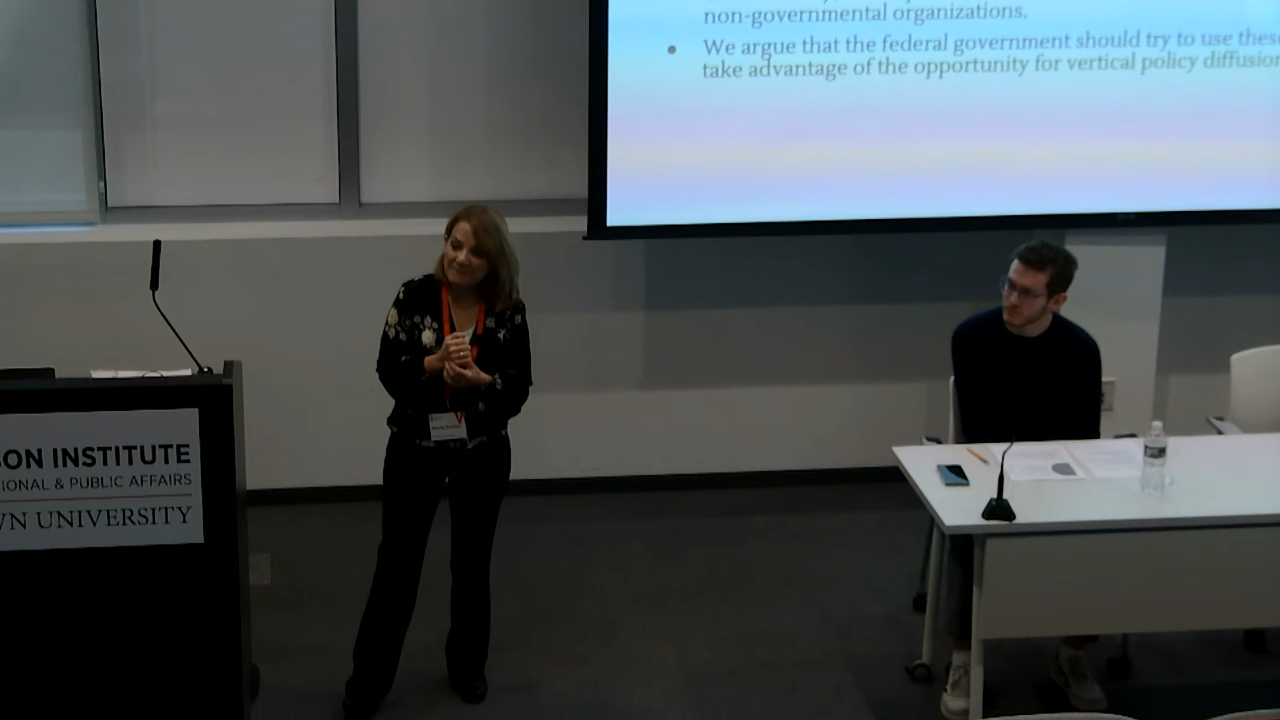 non-governmental organizations.
• We argue that the federal government should try to use these
take advantage of the opportunity for vertical policy diffusion
SON INSTITUTE
IONAL & PUBLIC AFFAIRS
WN UNIVERSITY